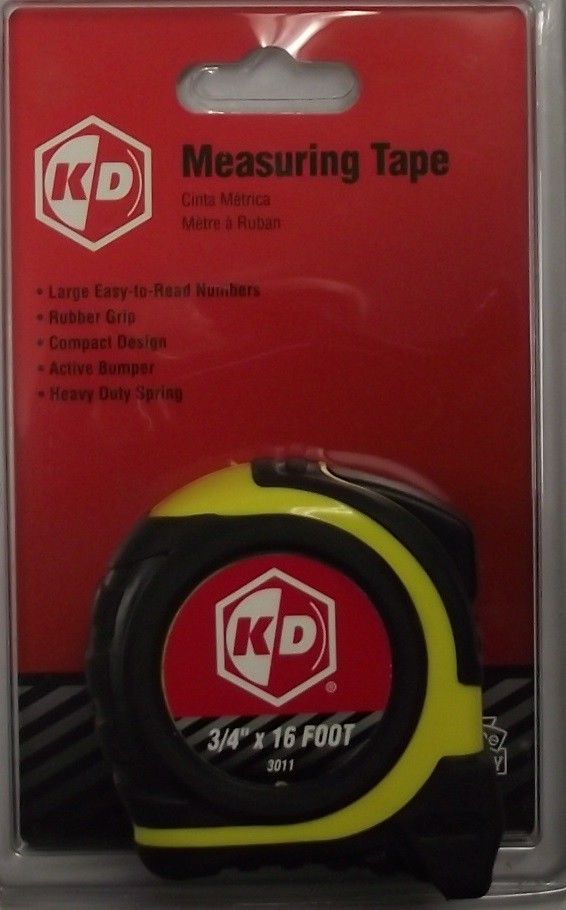 KD
Measuring Tape
Cinta Métrica
Mètre à Ruban
• Large Easy-to-Read Numbers
• Rubber Grip
• Compact Design
• Active Bumper
• Heavy Duty Spring
KD
®
3/4" x 16 FOOT
3011